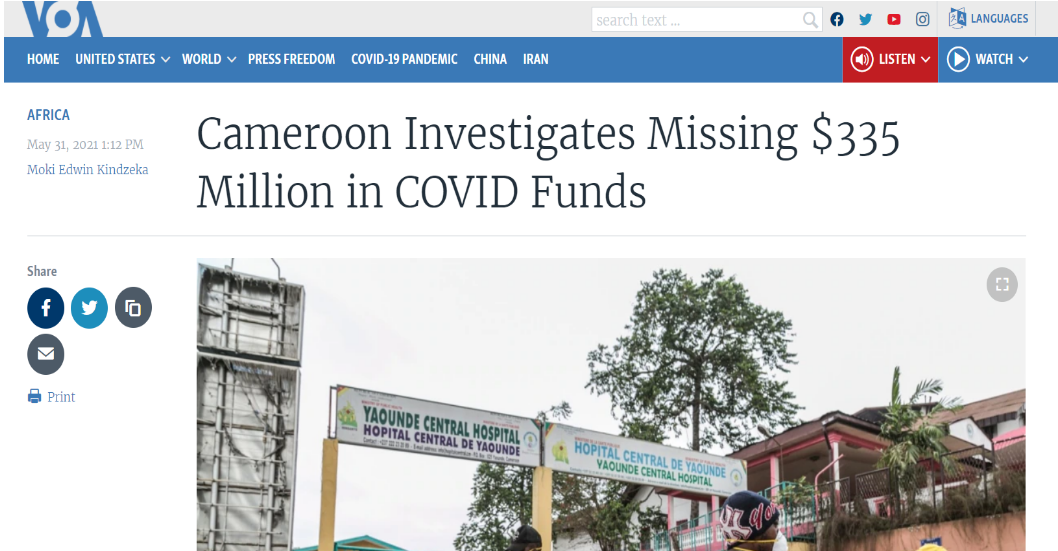 VOA
search text ...
LANGUAGES
HOME UNITED STATES WORLD PRESS FREEDOM COVID-19 PANDEMIC CHINA IRAN LISTEN WATCH
AFRICA
May 31, 2021 1:12 PM
Moki Edwin Kindzeka
Cameroon Investigates Missing $335
Million in COVID Funds
Share
Print
YAOUNDE CENTRAL HOSPITAL
HOPITAL CENTRAL DE YAOUNDE
HOPITAL CENTRAL DE YAOUNDE
YAOUNDE CENTRAL HOSPITAL